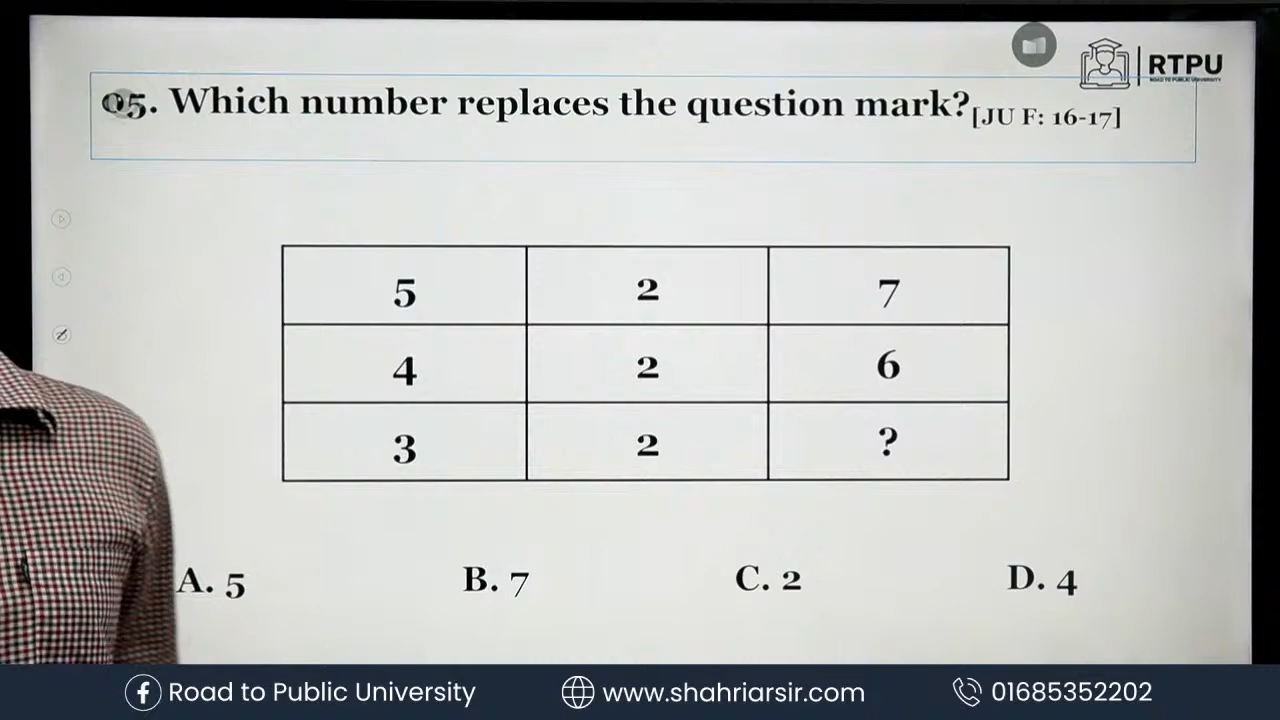 RTPU
ROAD TO PUBLIC UNIVERSITY
Q5. Which number replaces the question mark?[JU F: 16-17]
5 2 7
4 2 6
3 2 ?
A. 5 B. 7 C. 2 D. 4
Road to Public University www.shahriarsir.com 01685352202